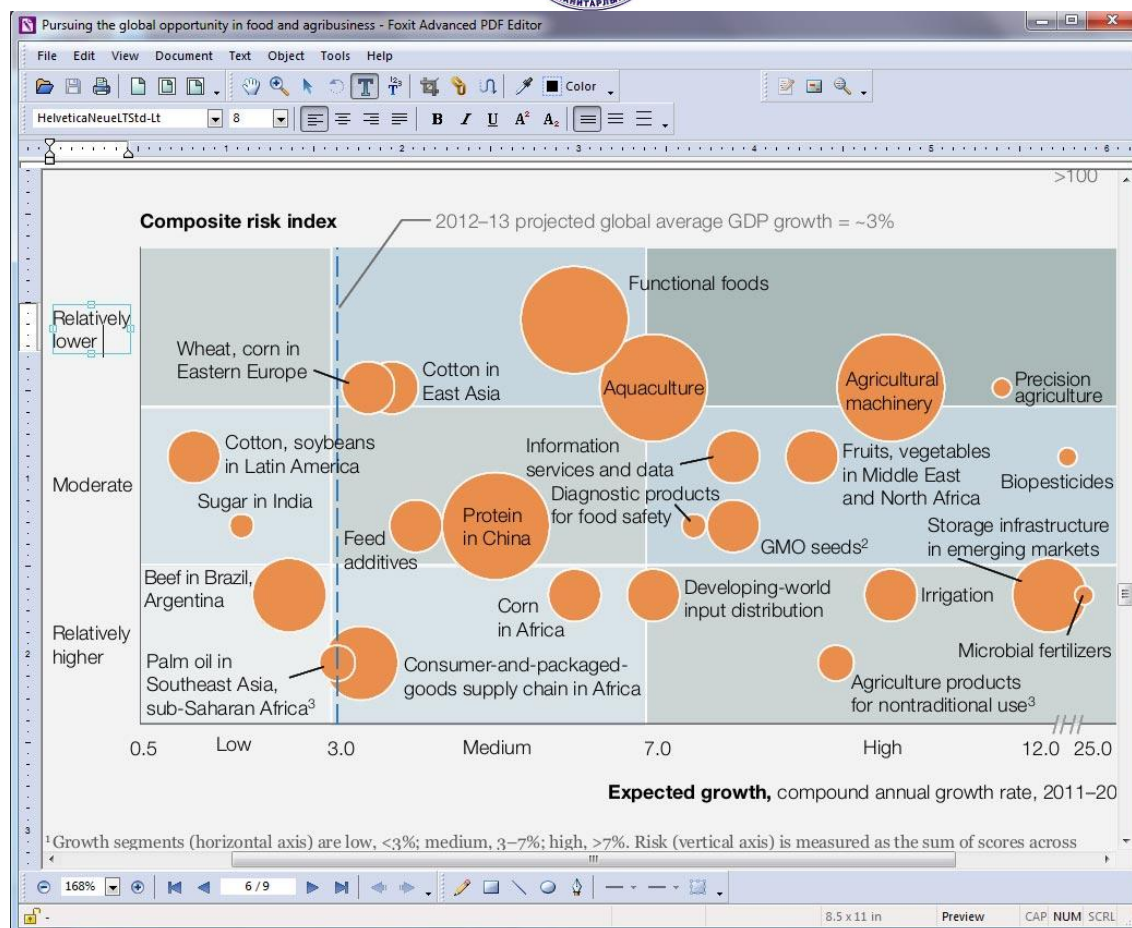 Pursuing the global opportunity in food and agribusiness - Foxit Advanced PDF Editor
File Edit View Document Text Object Tools Help
Color
HelveticaNeueLTStd-Lt 8 B I U A² A₂
1 2 3 4 5 6
>100
Composite risk index
2012–13 projected global average GDP growth = ~3%
Relatively
lower
Functional foods
Wheat, corn in
Eastern Europe
Cotton in
East Asia
Aquaculture
Agricultural
machinery
Precision
agriculture
Moderate
Cotton, soybeans
in Latin America
Sugar in India
Feed
additives
Protein
in China
Information
services and data
Diagnostic products
for food safety
GMO seeds²
Fruits, vegetables
in Middle East
and North Africa
Biopesticides
Storage infrastructure
in emerging markets
Relatively
higher
Beef in Brazil,
Argentina
Palm oil in
Southeast Asia,
sub-Saharan Africa³
Consumer-and-packaged-
goods supply chain in Africa
Corn
in Africa
Developing-world
input distribution
Irrigation
Microbial fertilizers
Agriculture products
for nontraditional use³
0.5 Low 3.0 Medium 7.0 High 12.0 25.0
Expected growth, compound annual growth rate, 2011–20
¹Growth segments (horizontal axis) are low, <3%; medium, 3–7%; high, >7%. Risk (vertical axis) is measured as the sum of scores across
168% 6/9
8.5 x 11 in Preview CAP NUM SCRL